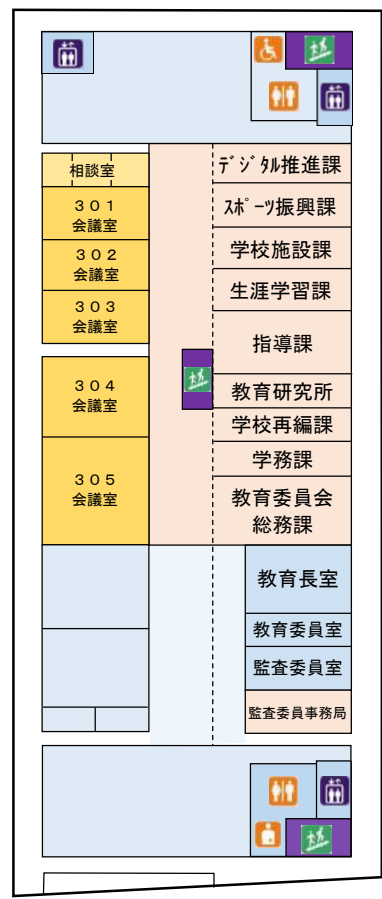 相談室
デジタル推進課
301
会議室
スポーツ振興課
302
会議室
学校施設課
303
会議室
生涯学習課
指導課
304
会議室
教育研究所
学校再編課
学務課
305
会議室
教育委員会
総務課
教育長室
教育委員室
監査委員室
監査委員事務局